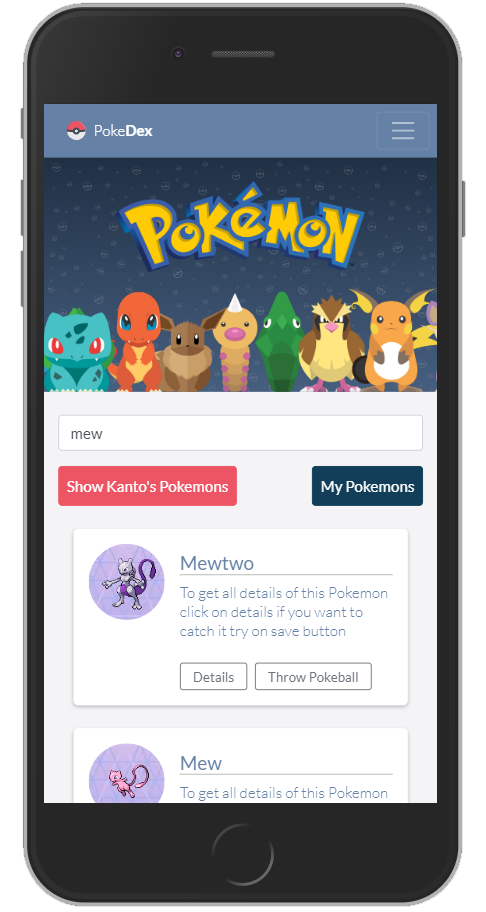 PokeDex
POKéMON
mew
Show Kanto's Pokemons
My Pokemons
Mewtwo
To get all details of this Pokemon
click on details if you want to
catch it try on save button
Details
Throw Pokeball
Mew
To get all details of this Pokemon